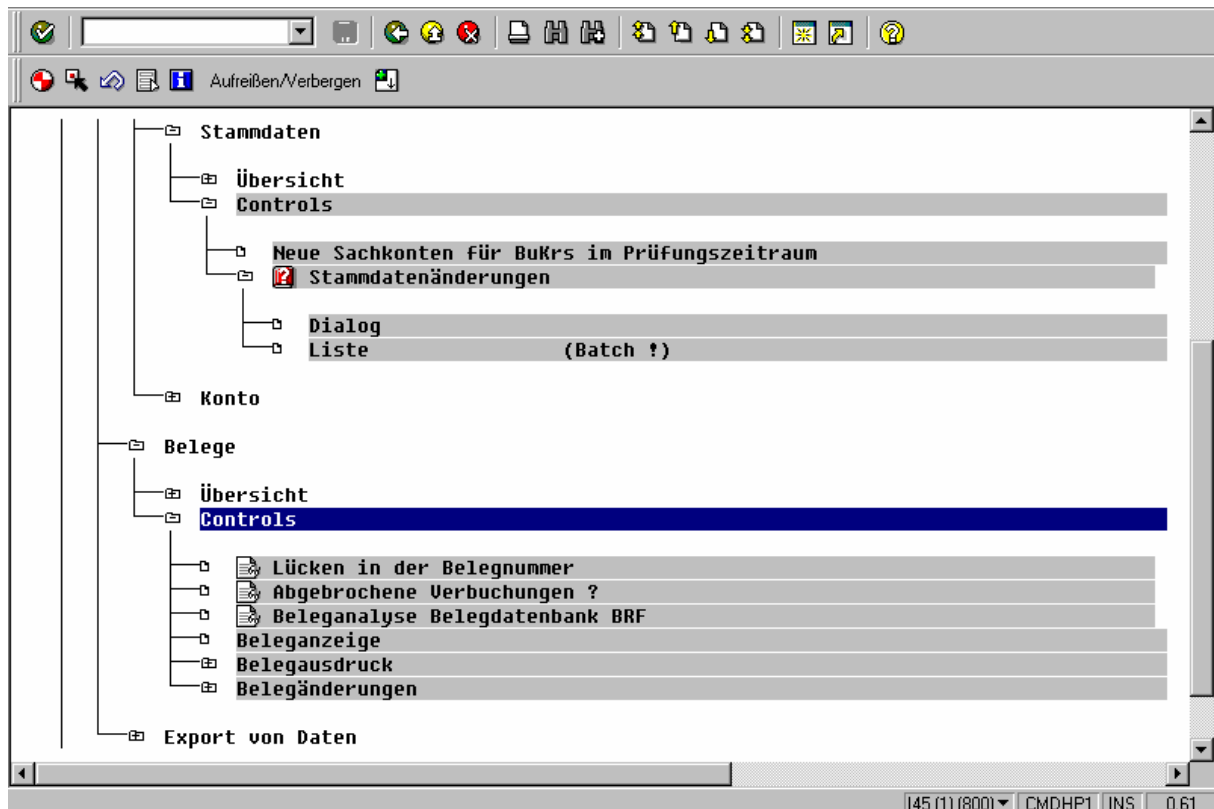 Aufreißen/Verbergen
Stammdaten
Übersicht
Controls
Neue Sachkonten für BuKrs im Prüfungszeitraum
Stammdatenänderungen
Dialog
Liste (Batch !)
Konto
Belege
Übersicht
Controls
Lücken in der Belegnummer
Abgebrochene Verbuchungen ?
Beleganalyse Belegdatenbank BRF
Beleganzeige
Belegausdruck
Belegänderungen
Export von Daten
I45 (1) (800) CMDHP1 INS 0.61